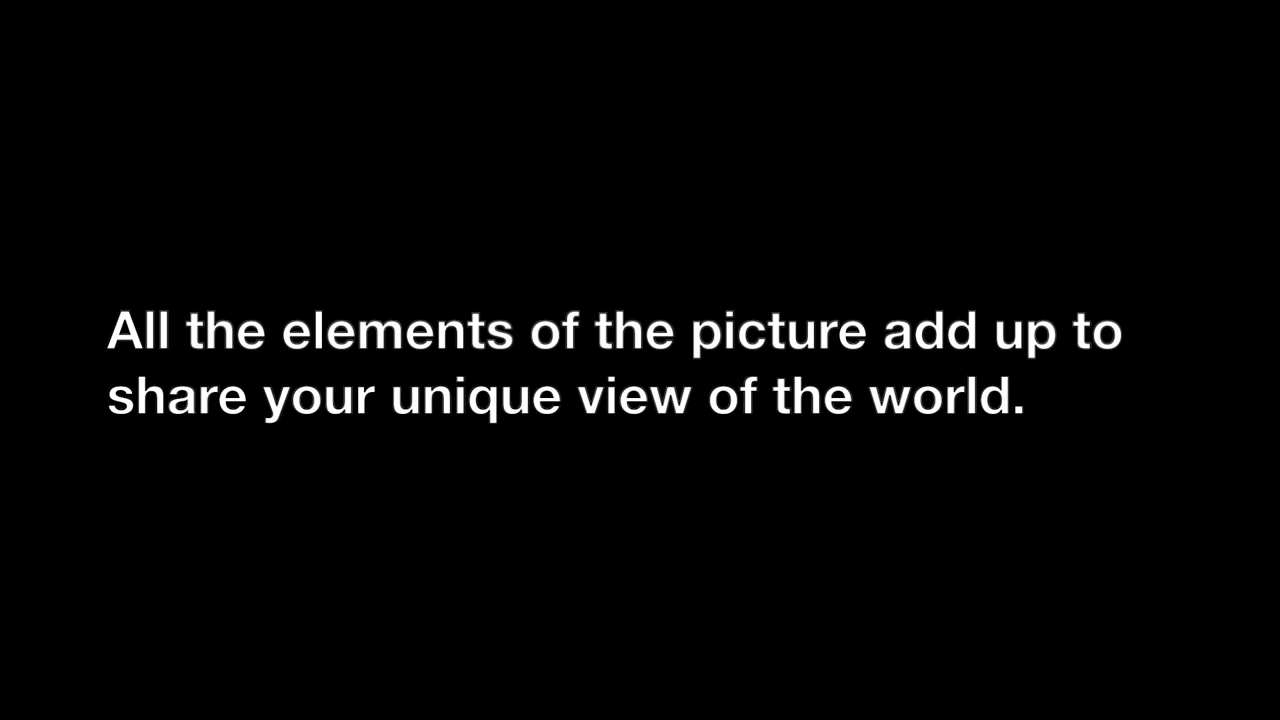 All the elements of the picture add up to
share your unique view of the world.